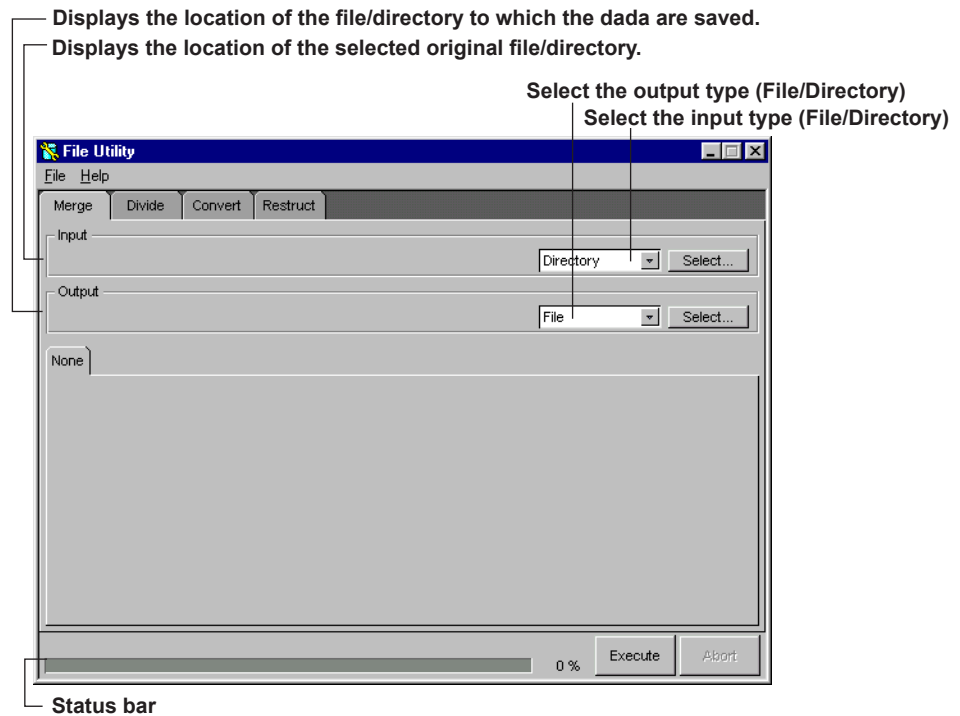 Displays the location of the file/directory to which the dada are saved.
Displays the location of the selected original file/directory.
Select the output type (File/Directory)
Select the input type (File/Directory)
File Utility
File Help
Merge Divide Convert Restruct
Input
Directory Select...
Output
File Select...
None
0 % Execute Abort
Status bar